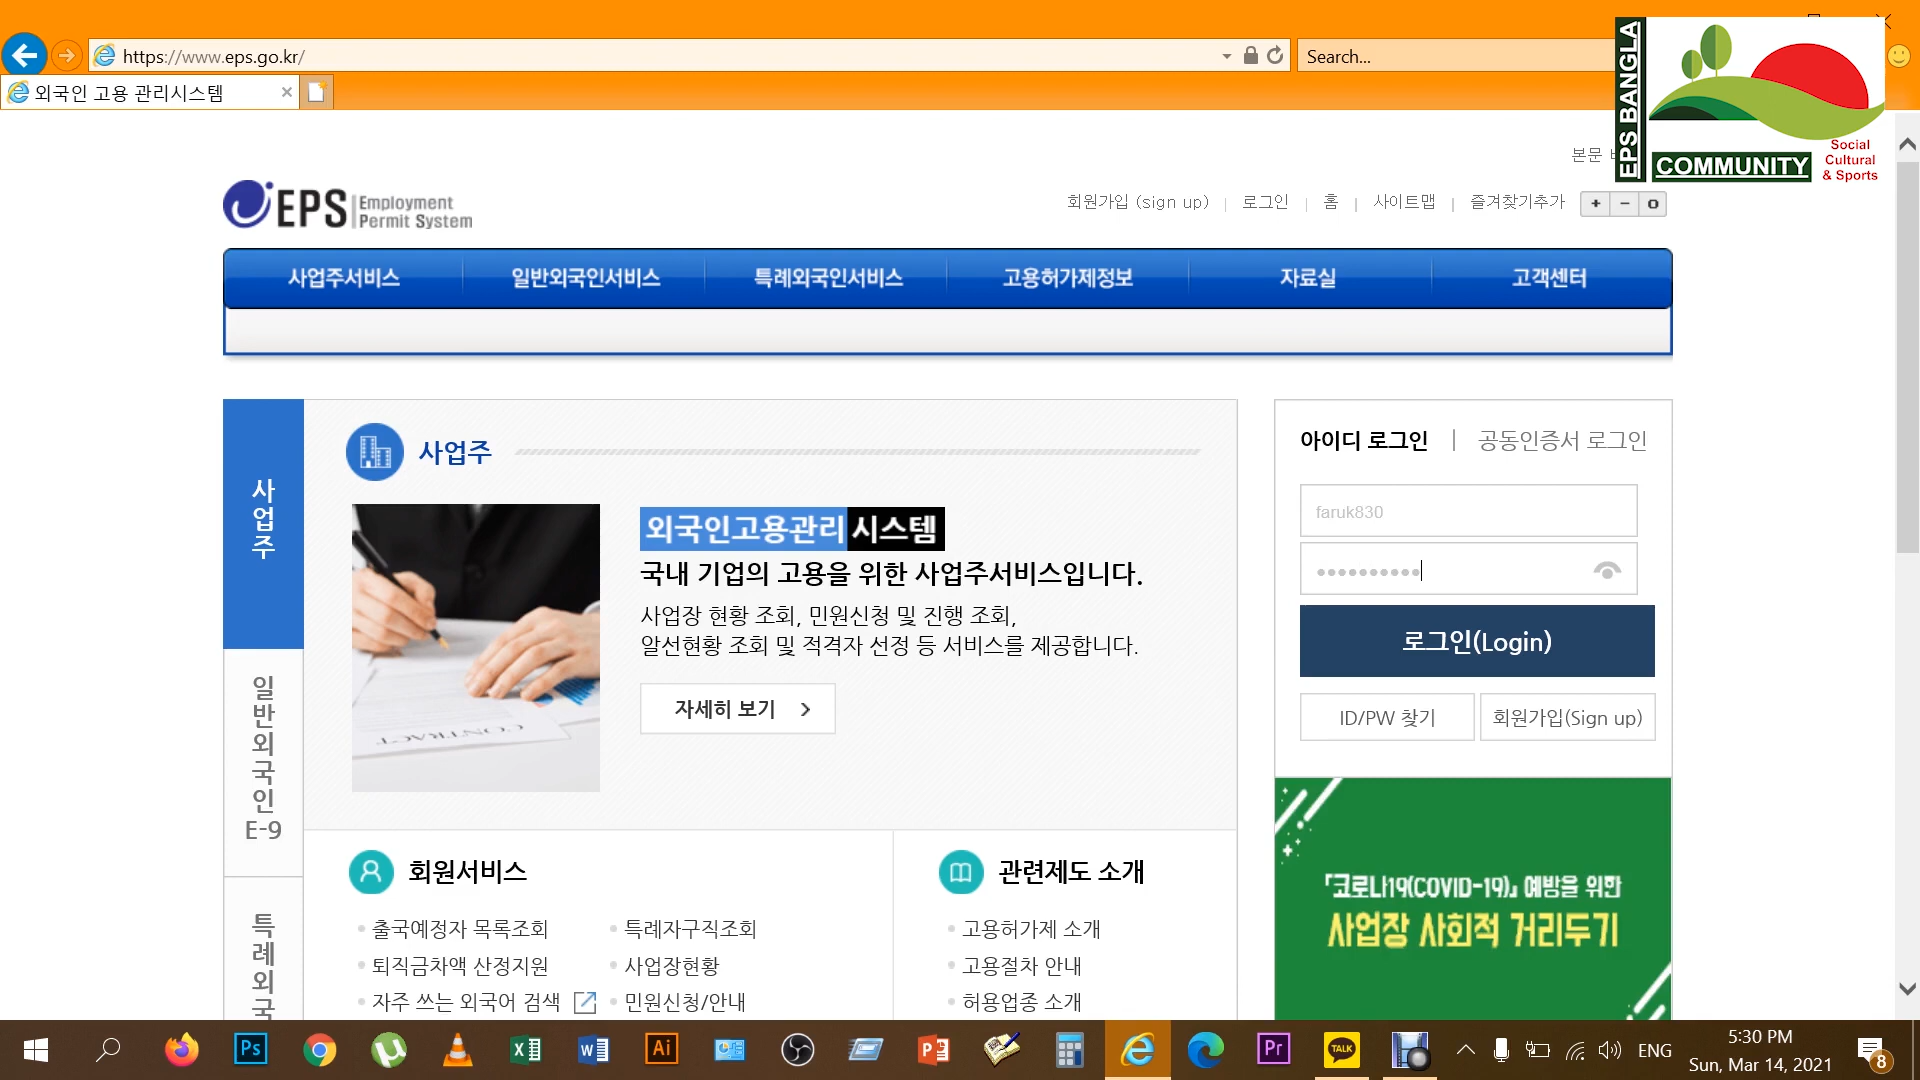 https://www.eps.go.kr/
Search...
외국인 고용 관리시스템
EPS BANGLA
COMMUNITY
Social
Cultural
& Sports
본문
EPS Employment Permit System
회원가입 (sign up) | 로그인 | 홈 | 사이트맵 | 즐겨찾기추가
사업주서비스
일반외국인서비스
특례외국인서비스
고용허가제정보
자료실
고객센터
사업주
일반외국인 E-9
특례외국
사업주
외국인고용관리 시스템
국내 기업의 고용을 위한 사업주서비스입니다.
사업장 현황 조회, 민원신청 및 진행 조회,
알선현황 조회 및 적격자 선정 등 서비스를 제공합니다.
자세히 보기
CONTRACT
아이디 로그인 | 공동인증서 로그인
faruk830
로그인(Login)
ID/PW 찾기
회원가입(Sign up)
회원서비스
출국예정자 목록조회
특례자구직조회
퇴직금차액 산정지원
사업장현황
자주 쓰는 외국어 검색
민원신청/안내
관련제도 소개
고용허가제 소개
고용절차 안내
허용업종 소개
「코로나19(COVID-19)」 예방을 위한
사업장 사회적 거리두기
Ps
Ai
Pr
TALK
ENG
5:30 PM
Sun, Mar 14, 2021
8